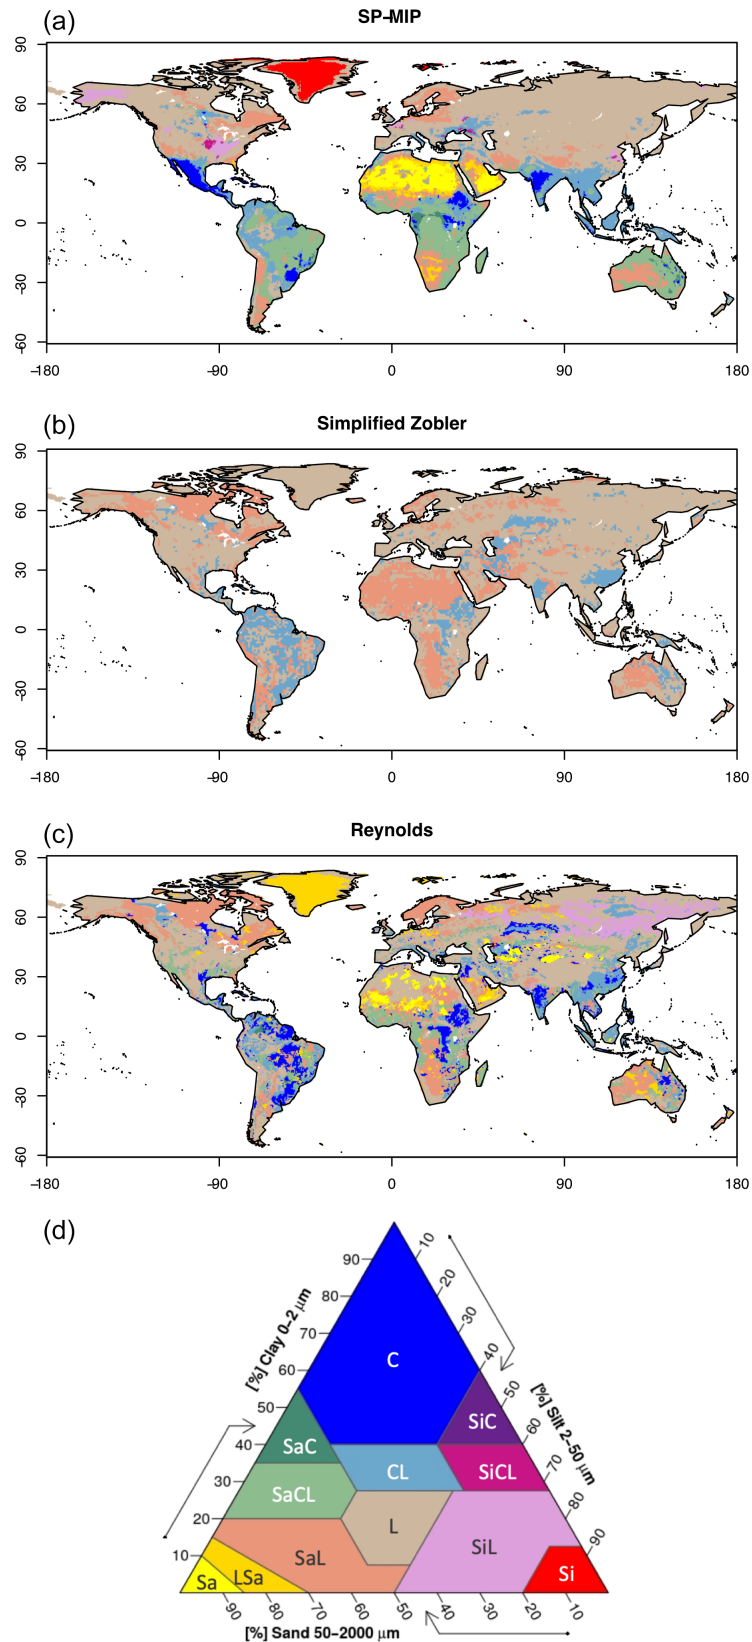 (a)
SP–MIP
90
60
30
0
−30
−60
−180
−90
0
90
180
(b)
Simplified Zobler
90
60
30
0
−30
−60
−180
−90
0
90
180
(c)
Reynolds
90
60
30
0
−30
−60
−180
−90
0
90
180
(d)
[%] Clay 0–2 µm
90
80
70
60
50
40
30
20
10
[%] Silt 2–50 µm
10
20
30
40
50
60
70
80
90
C
SiC
SaC
CL
SiCL
SaCL
L
SiL
SaL
Si
Sa
LSa
90
80
70
60
50
40
30
20
10
[%] Sand 50–2000 µm